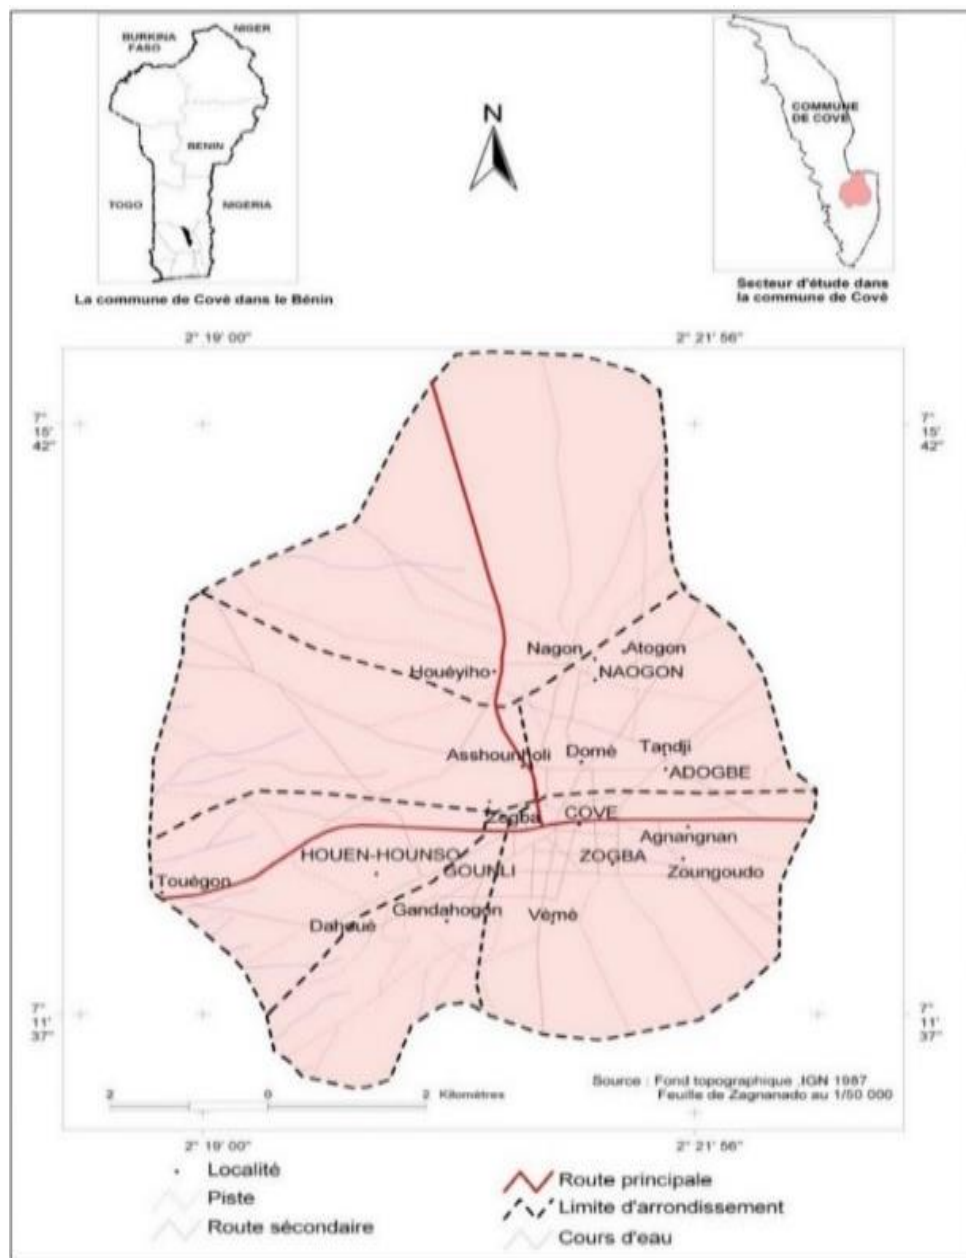 BURKINA
FASO
NIGER
BENIN
TOGO
NIGERIA
La commune de Covè dans le Bénin
N
COMMUNE
DE COVE
Secteur d'étude dans
la commune de Covè
2° 19' 00"
2° 21' 56"
7°
15'
42"
7°
15'
42"
Nagon
Atogon
Houéyiho
NAOGON
Asshounholi
Domè
Tandji
ADOGBE
Zogba
COVE
Agnangnan
HOUEN-HOUNSO
GOUNLI
ZOGBA
Zoungoudo
Touégon
Gandahogon
Vèmè
Dahoué
7°
11'
37"
7°
11'
37"
Source : Fond topographique ,IGN 1987
Feuille de Zagnanado au 1/50 000
2 0 2 Kilomètres
2° 19' 00"
2° 21' 56"
Localité
Piste
Route sécondaire
Route principale
Limite d'arrondissement
Cours d'eau